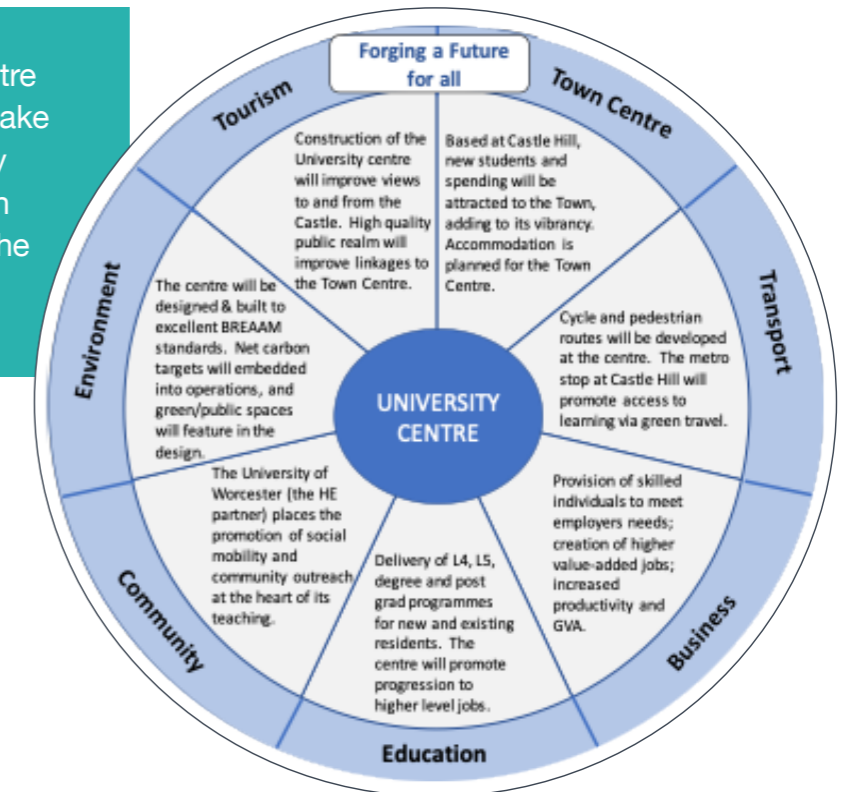 tre
ake
y
n
he
Forging a Future
for all
Town Centre
Based at Castle Hill,
new students and
spending will be
attracted to the Town,
adding to its vibrancy.
Accommodation is
planned for the Town
Centre.
Transport
Cycle and pedestrian
routes will be developed
at the centre. The metro
stop at Castle Hill will
promote access to
learning via green travel.
Business
Provision of skilled
individuals to meet
employers needs;
creation of higher
value-added jobs;
increased
productivity and
GVA.
Education
Delivery of L4, L5,
degree and post
grad programmes
for new and existing
residents. The
centre will promote
progression to
higher level jobs.
Community
The University of
Worcester (the HE
partner) places the
promotion of social
mobility and
community outreach
at the heart of its
teaching.
Environment
The centre will be
designed & built to
excellent BREAAM
standards. Net carbon
targets will embedded
into operations, and
green/public spaces
will feature in the
design.
Tourism
Construction of the
University centre
will improve views
to and from the
Castle. High quality
public realm will
improve linkages to
the Town Centre.
UNIVERSITY
CENTRE